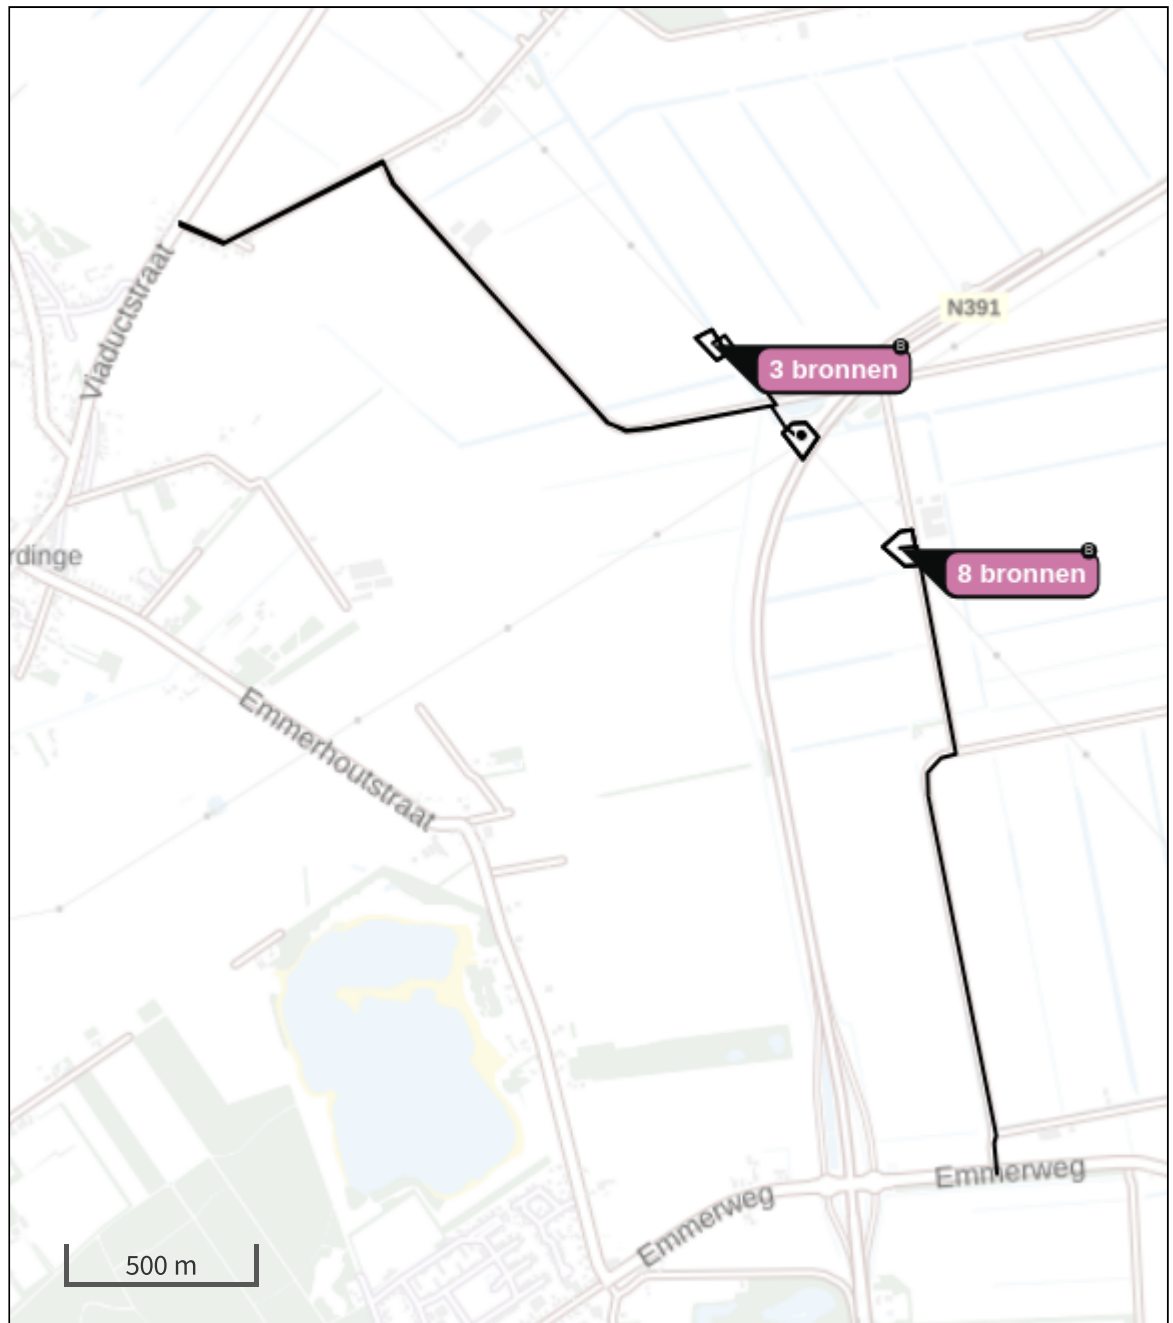 Viaductstraat
N391
B
3 bronnen
rdinge
B
8 bronnen
Emmerhoutstraat
Emmerweg
Emmerweg
500 m